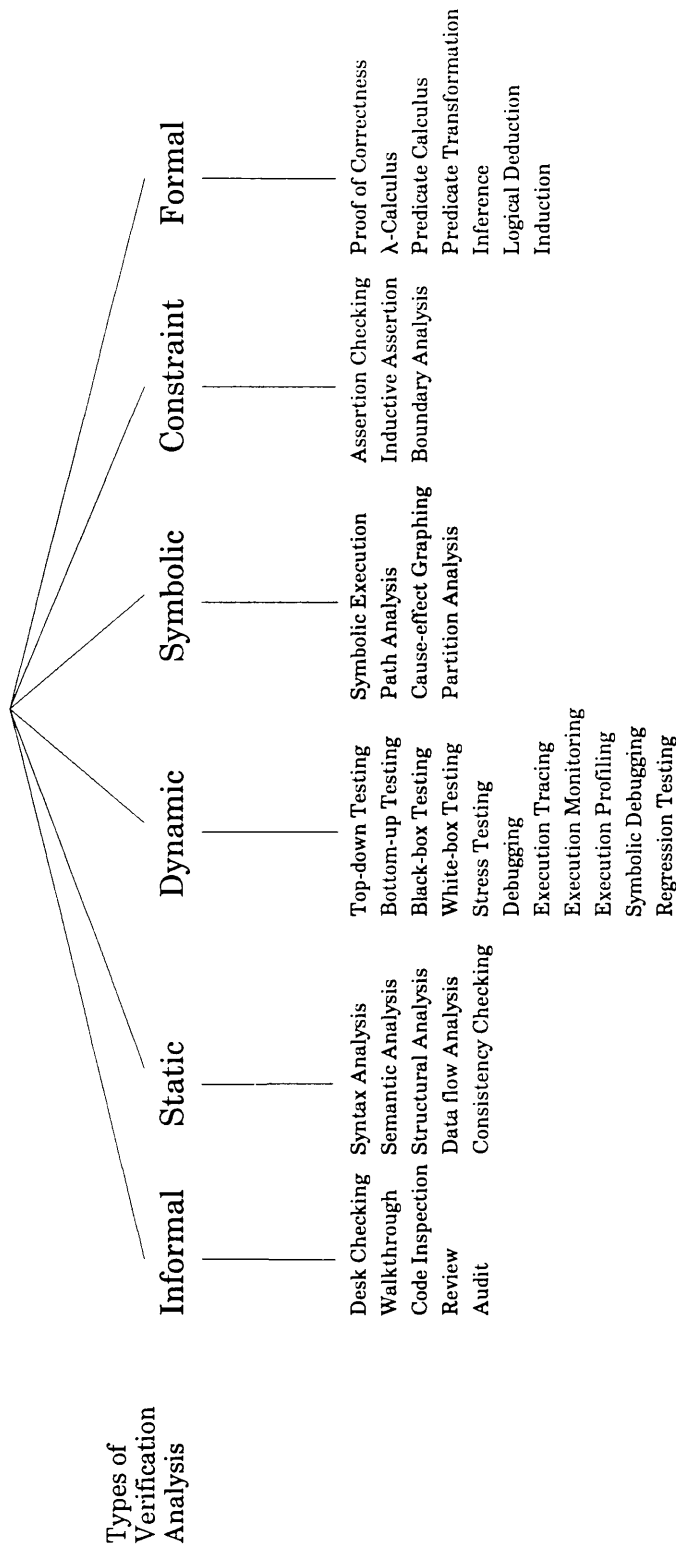 Types of
Verification
Analysis
Informal
Desk Checking
Walkthrough
Code Inspection
Review
Audit
Static
Syntax Analysis
Semantic Analysis
Structural Analysis
Data flow Analysis
Consistency Checking
Dynamic
Top-down Testing
Bottom-up Testing
Black-box Testing
White-box Testing
Stress Testing
Debugging
Execution Tracing
Execution Monitoring
Execution Profiling
Symbolic Debugging
Regression Testing
Symbolic
Symbolic Execution
Path Analysis
Cause-effect Graphing
Partition Analysis
Constraint
Assertion Checking
Inductive Assertion
Boundary Analysis
Formal
Proof of Correctness
λ-Calculus
Predicate Calculus
Predicate Transformation
Inference
Logical Deduction
Induction